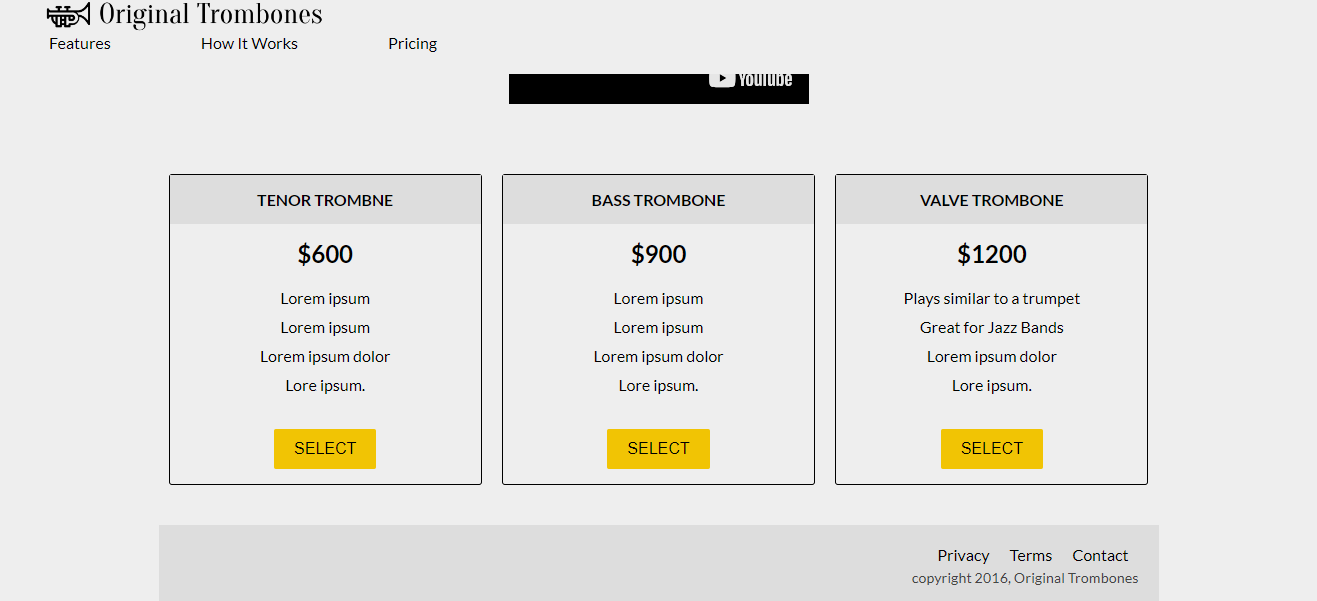 Original Trombones
Features How It Works Pricing
YouTube
TENOR TROMBNE
$600
Lorem ipsum
Lorem ipsum
Lorem ipsum dolor
Lore ipsum.
SELECT
BASS TROMBONE
$900
Lorem ipsum
Lorem ipsum
Lorem ipsum dolor
Lore ipsum.
SELECT
VALVE TROMBONE
$1200
Plays similar to a trumpet
Great for Jazz Bands
Lorem ipsum dolor
Lore ipsum.
SELECT
Privacy Terms Contact
copyright 2016, Original Trombones